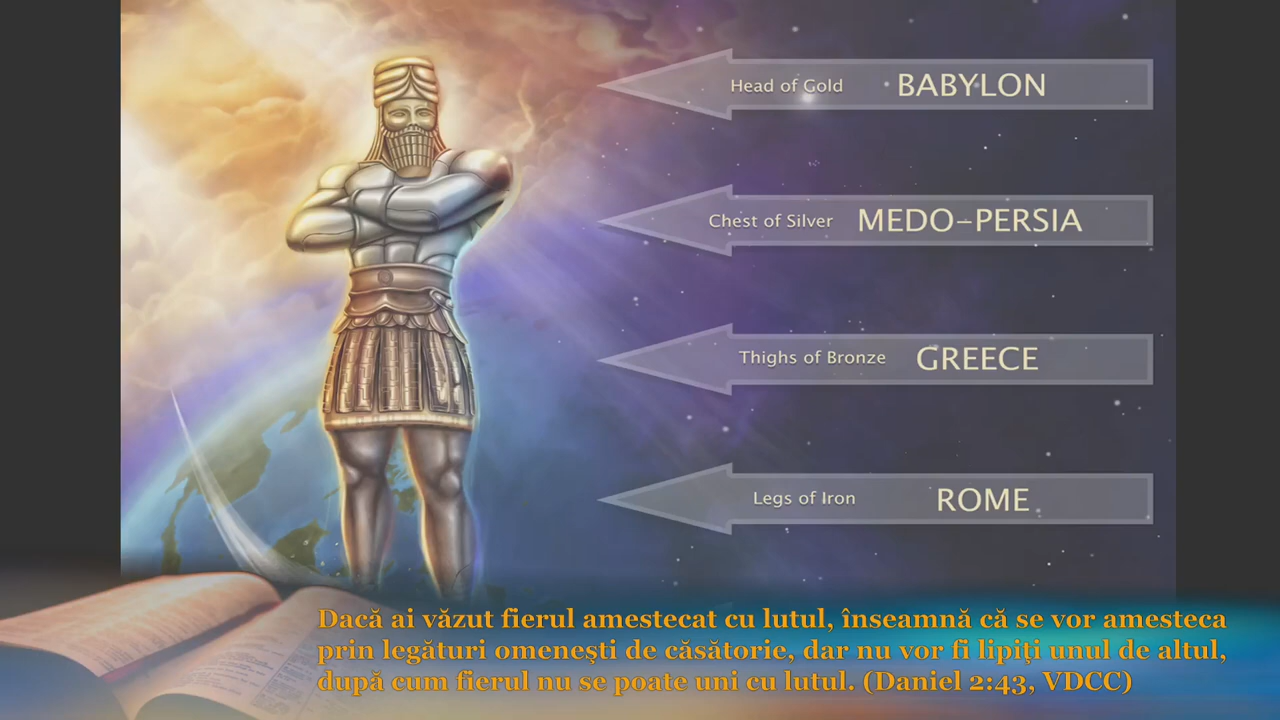 Head of Gold BABYLON
Chest of Silver MEDO–PERSIA
Thighs of Bronze GREECE
Legs of Iron ROME
Dacă ai văzut fierul amestecat cu lutul, înseamnă că se vor amesteca
prin legături omeneşti de căsătorie, dar nu vor fi lipiţi unul de altul,
după cum fierul nu se poate uni cu lutul. (Daniel 2:43, VDCC)